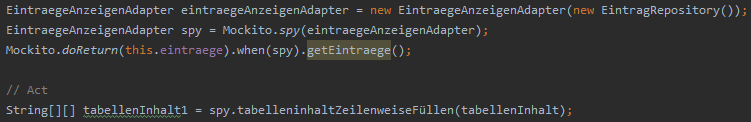 EintraegeAnzeigenAdapter eintraegeAnzeigenAdapter = new EintraegeAnzeigenAdapter(new EintragRepository());
EintraegeAnzeigenAdapter spy = Mockito.spy(eintraegeAnzeigenAdapter);
Mockito.doReturn(this.eintraege).when(spy).getEintraege();
// Act
String[][] tabellenInhalt1 = spy.tabelleninhaltZeilenweiseFüllen(tabellenInhalt);